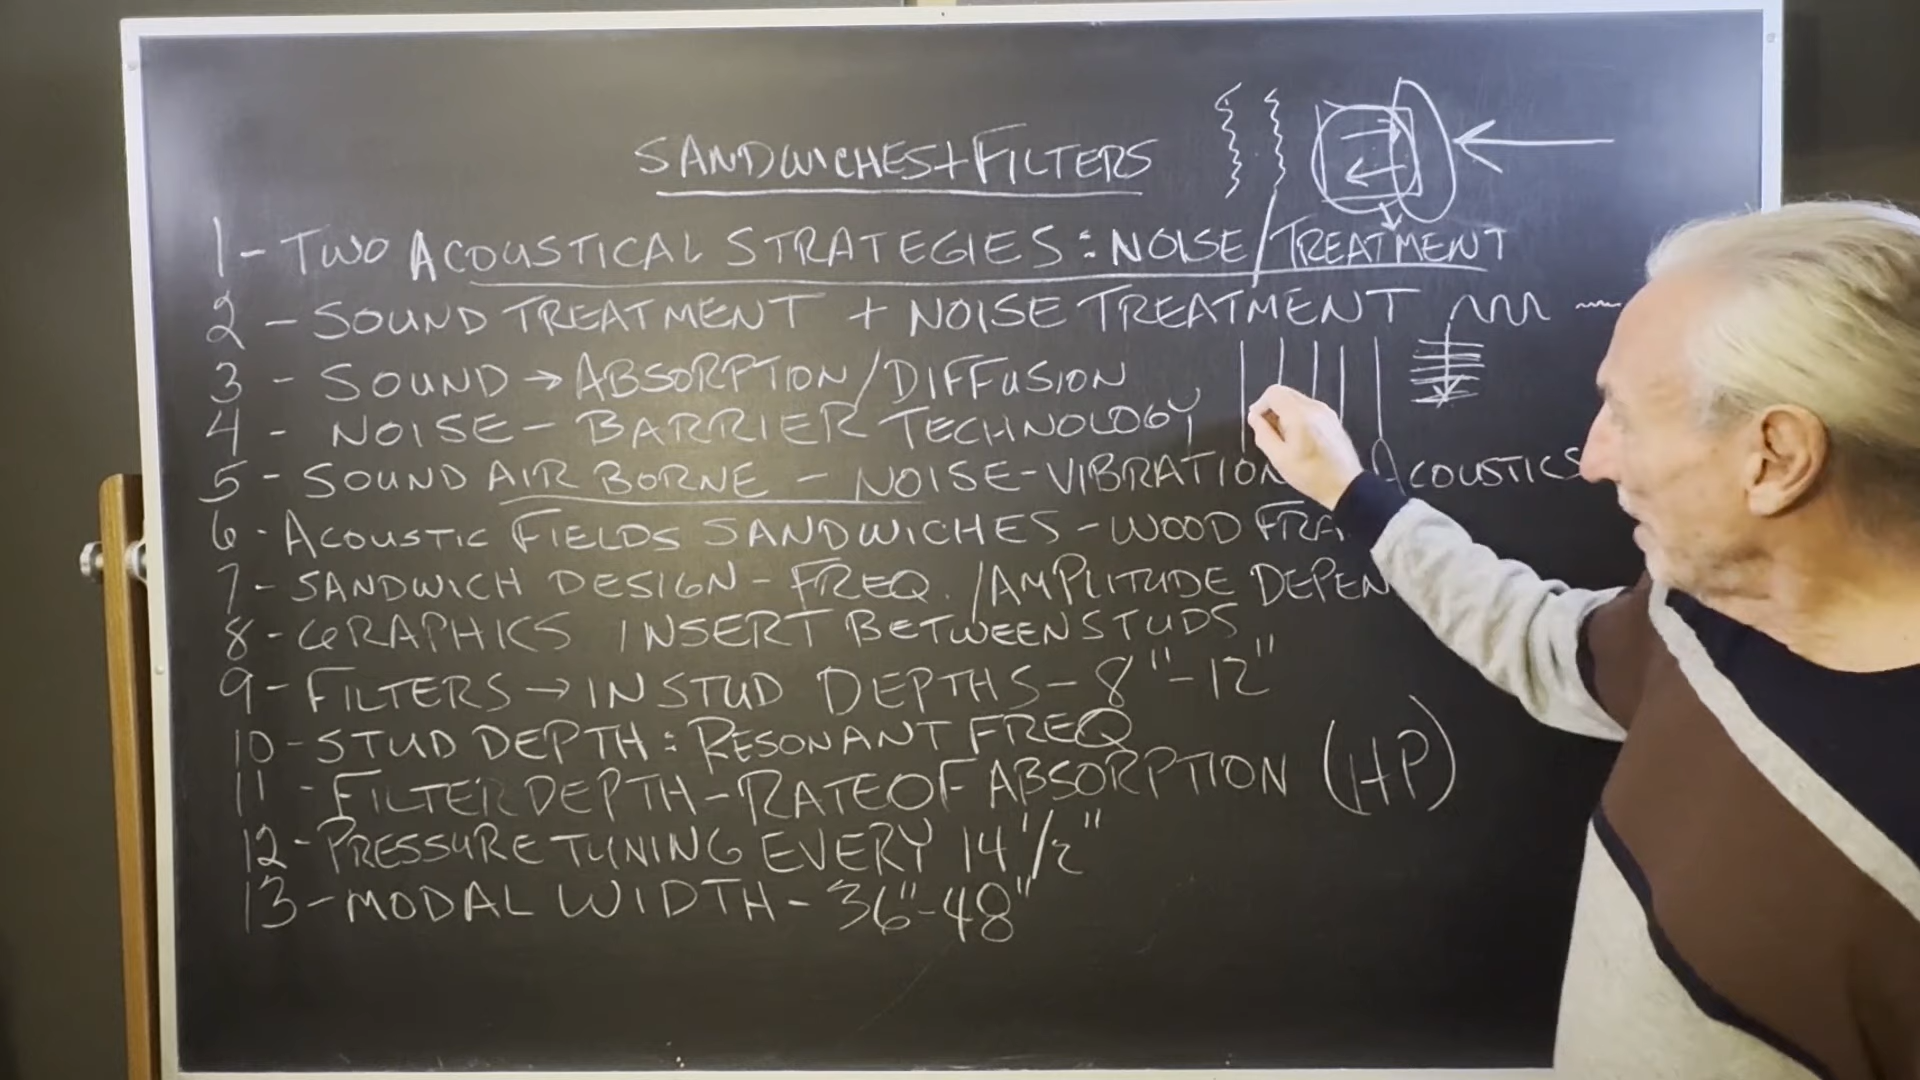 SANDWICHES+FILTERS
1-TWO ACOUSTICAL STRATEGIES:NOISE/TREATMENT
2-SOUND TREATMENT + NOISE TREATMENT
3-SOUND→ABSORPTION/DIFFUSION
4-NOISE-BARRIER TECHNOLOGY
5-SOUND AIR BORNE-NOISE-VIBRATION ACOUSTICS
6-ACOUSTIC FIELDS SANDWICHES-WOOD
7-SANDWICH DESIGN-FREQ./AMPLITUDE
8-GRAPHICS INSERT BETWEEN STUDS
9-FILTERS→IN STUD DEPTHS-8"-12"
10-STUD DEPTH:RESONANT FREQ
11-FILTER DEPTH-RATE OF ABSORPTION (HP)
12-PRESSURE TUNING EVERY 14 1/2"
13-MODAL WIDTH-36"-48"